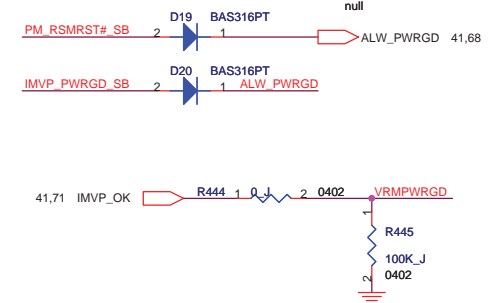 null
D19 BAS316PT
PM_RSMRST#_SB 2 1 ALW_PWRGD 41,68
D20 BAS316PT
IMVP_PWRGD_SB 2 1 ALW_PWRGD
41,71 IMVP_OK R444 1 0_J 2 0402 VRMPWRGD
1
R445
100K_J
2 0402